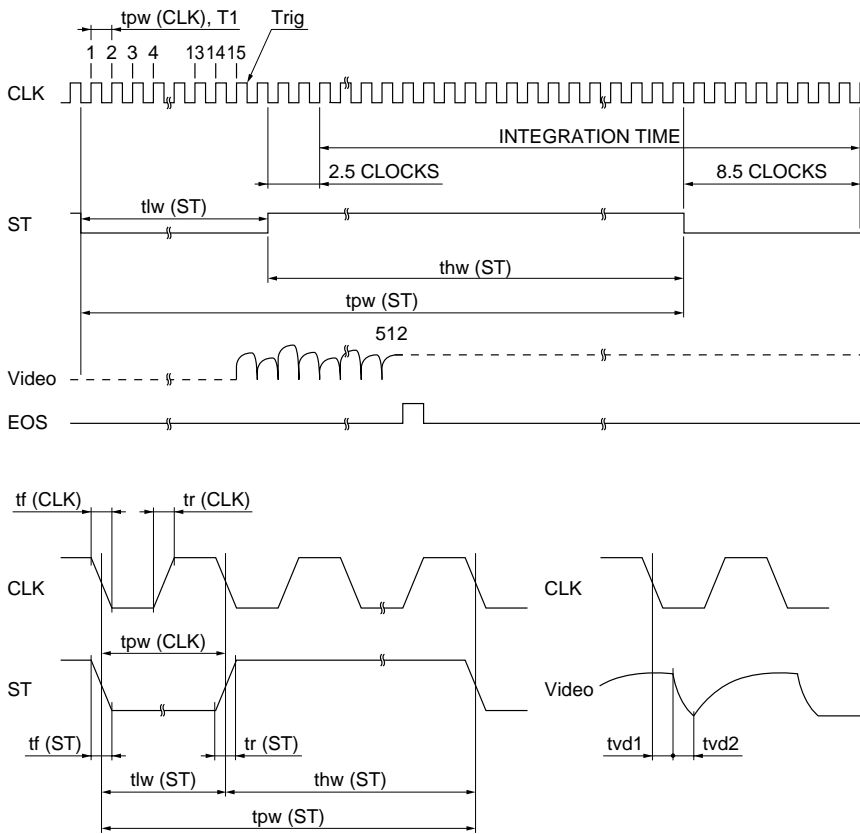 tpw (CLK), T1
Trig
1 2 3 4 13 14 15
CLK
INTEGRATION TIME
2.5 CLOCKS
8.5 CLOCKS
tlw (ST)
ST
thw (ST)
tpw (ST)
512
Video
EOS
tf (CLK)
tr (CLK)
CLK
CLK
tpw (CLK)
ST
Video
tf (ST)
tr (ST)
tvd1
tvd2
tlw (ST)
thw (ST)
tpw (ST)